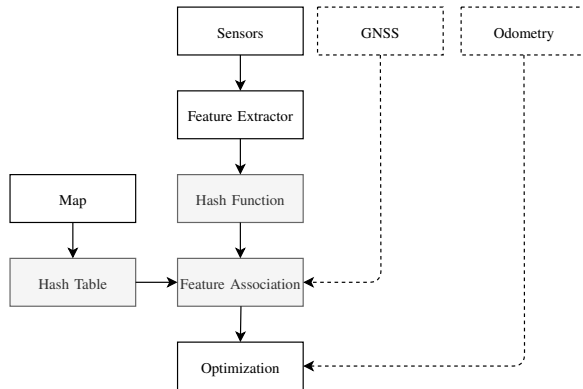 Sensors
GNSS
Odometry
Feature Extractor
Map
Hash Function
Hash Table
Feature Association
Optimization